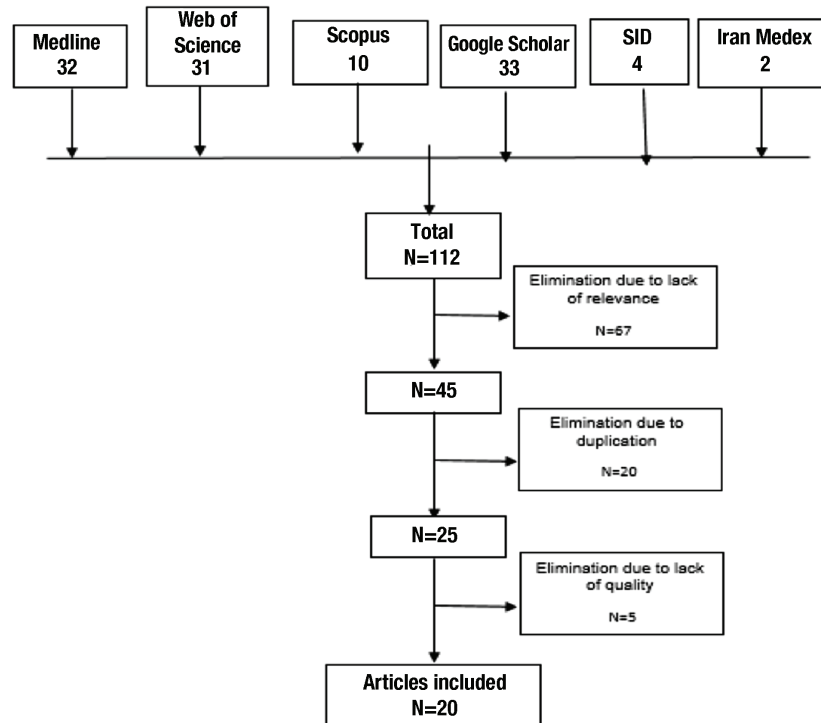 Medline
32
Web of
Science
31
Scopus
10
Google Scholar
33
SID
4
Iran Medex
2
Total
N=112
Elimination due to lack
of relevance
N=67
N=45
Elimination due to
duplication
N=20
N=25
Elimination due to lack
of quality
N=5
Articles included
N=20